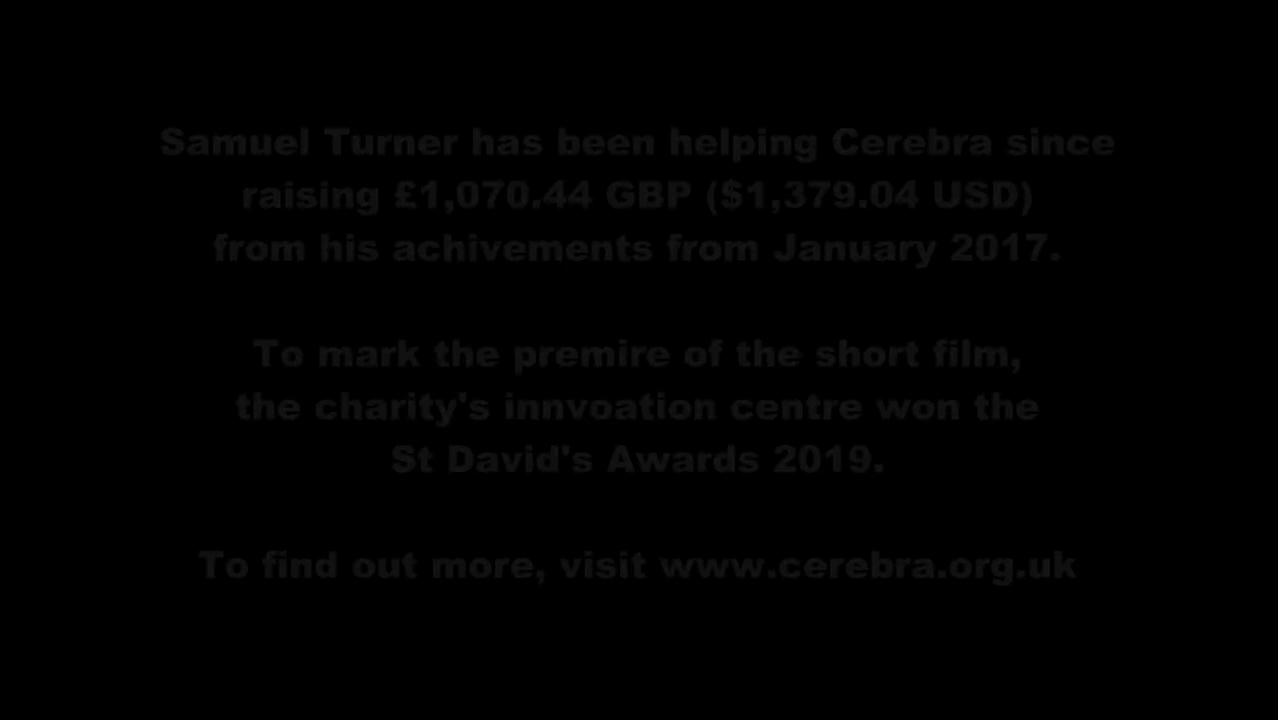 Samuel Turner has been helping Cerebra since
raising £1,070.44 GBP ($1,379.04 USD)
from his achivements from January 2017.
To mark the premire of the short film,
the charity's innvoation centre won the
St David's Awards 2019.
To find out more, visit www.cerebra.org.uk